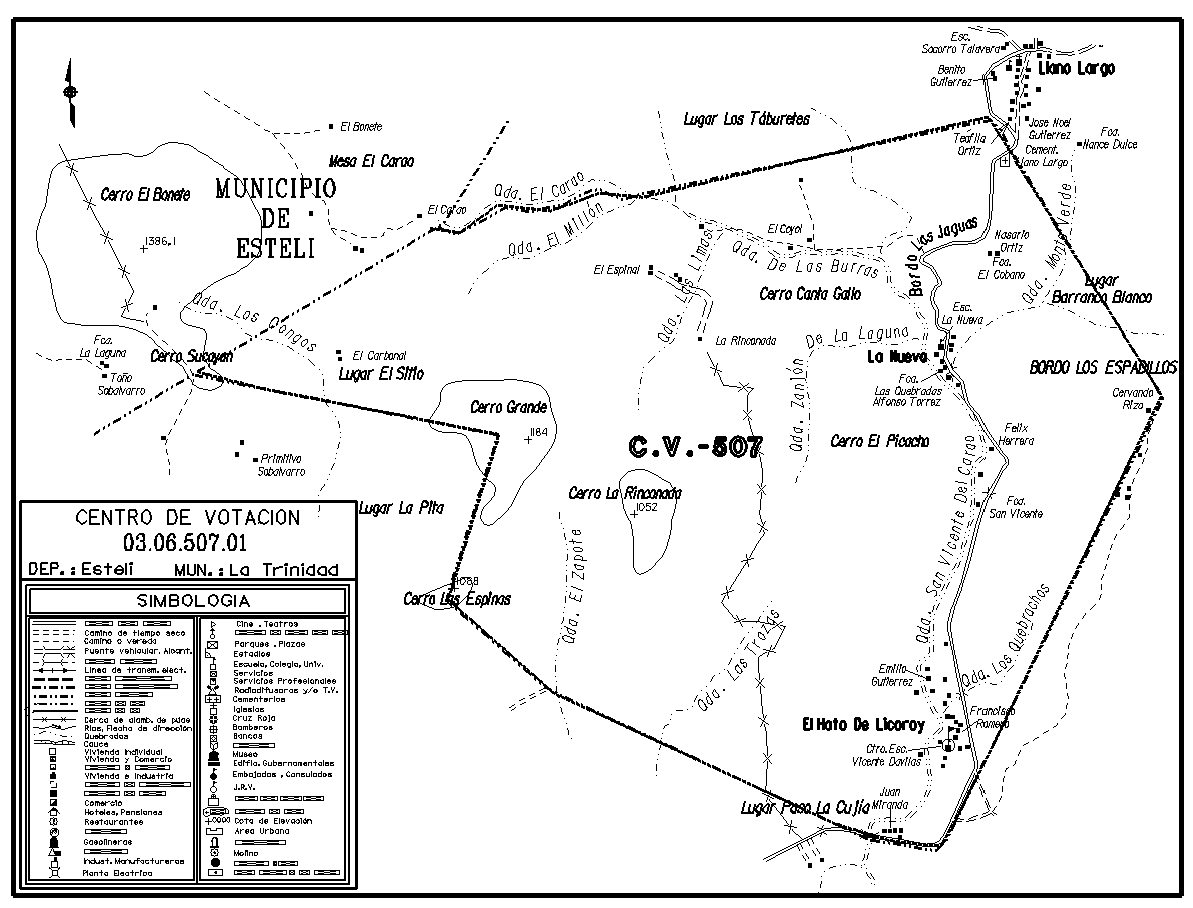 Esc.
Socorro Talavera
Benito
Gutierrez
Llano Largo
Jose Noel
Gutierrez
Teofila
Ortiz
Cement.
Llano Largo
Fca.
Nance Dulce
Lugar Los Taburetes
El Bonete
Mesa El Carao
Cerro El Bonete
MUNICIPIO
DE
ESTELI
1386.1
El Carao
Qda. El Carao
Qda. El Millón
Qda. Los Limas
El Coyol
Qda. De Las Burras
Bordo Las Jaguas
Nasario
Ortiz
Fca.
El Cobano
Qda. Monte Verde
Lugar
Barranco Blanco
El Espinal
Cerro Canta Gallo
Qda. Los Congos
Esc.
La Nueva
La Rinconada
De La Laguna
Qda. Zanjón
La Nueva
Fca.
Las Quebradas
Alfonso Torrez
BORDO LOS ESPADILLOS
Cervando
Rizo
Fca.
La Laguna
Toño
Sabalvarro
Cerro Sucoyan
El Carbonal
Lugar El Sitio
Cerro Grande
1184
C.V.-507
Cerro El Picacho
Felix
Herrera
Primitivo
Sabalvarro
Cerro La Rinconada
1052
Fca.
San Vicente
Qda. San Vicente Del Carao
Lugar La Pita
Cerro Las Espinas
Qda. El Zapote
Qda. Las Trozas
Qda. Los Quebrachos
Emilio
Gutierrez
El Hato De Licoroy
Francisco
Romero
Ctro. Esc.
Vicente Davilas
Juan
Miranda
Lugar Paso La Cujia
CENTRO DE VOTACION
03.06.507.01
DEP.: Esteli MUN.: La Trinidad
SIMBOLOGIA
Camino de tiempo seco
Camino o vereda
Puente vehicular. Alcant.
Linea de transm. elect.
Cerca de alamb. de puas
Rios, Flecha de dirección
Quebradas
Cauce
Vivienda Individual
Vivienda y Comercio
Vivienda e Industria
Comercio
Hoteles, Pensiones
Restaurantes
Gasolineras
Indust. Manufactureras
Planta Electrica
Cine . Teatros
Parques . Plazas
Estadios
Escuela, Colegio, Univ.
Servicios
Servicios Profesionales
Radiodifusoras y/o T.V.
Cementerios
Iglesias
Cruz Roja
Bomberos
Bancos
Museo
Edific. Gubernamentales
Embajadas , Consulados
J.R.V.
+0000 Cota de Elevación
Area Urbana
Molino